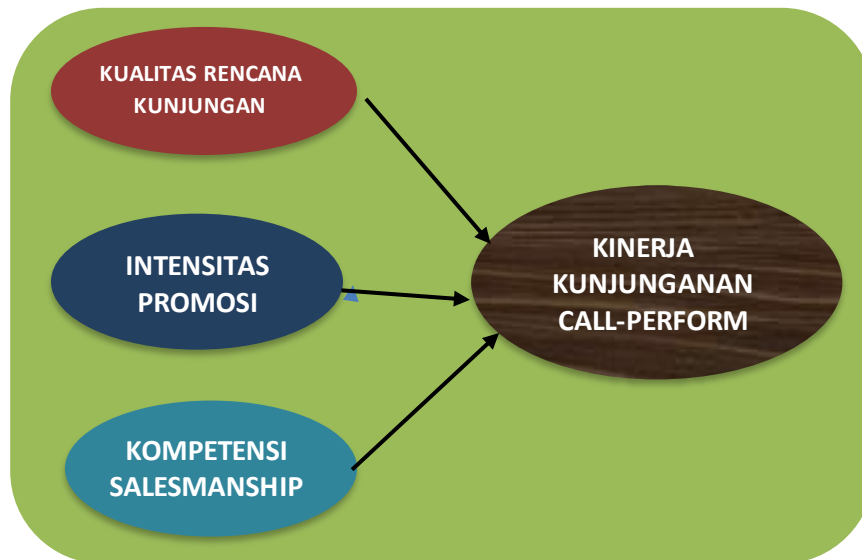 KUALITAS RENCANA
KUNJUNGAN
INTENSITAS
PROMOSI
KOMPETENSI
SALESMANSHIP
KINERJA
KUNJUNGANAN
CALL-PERFORM